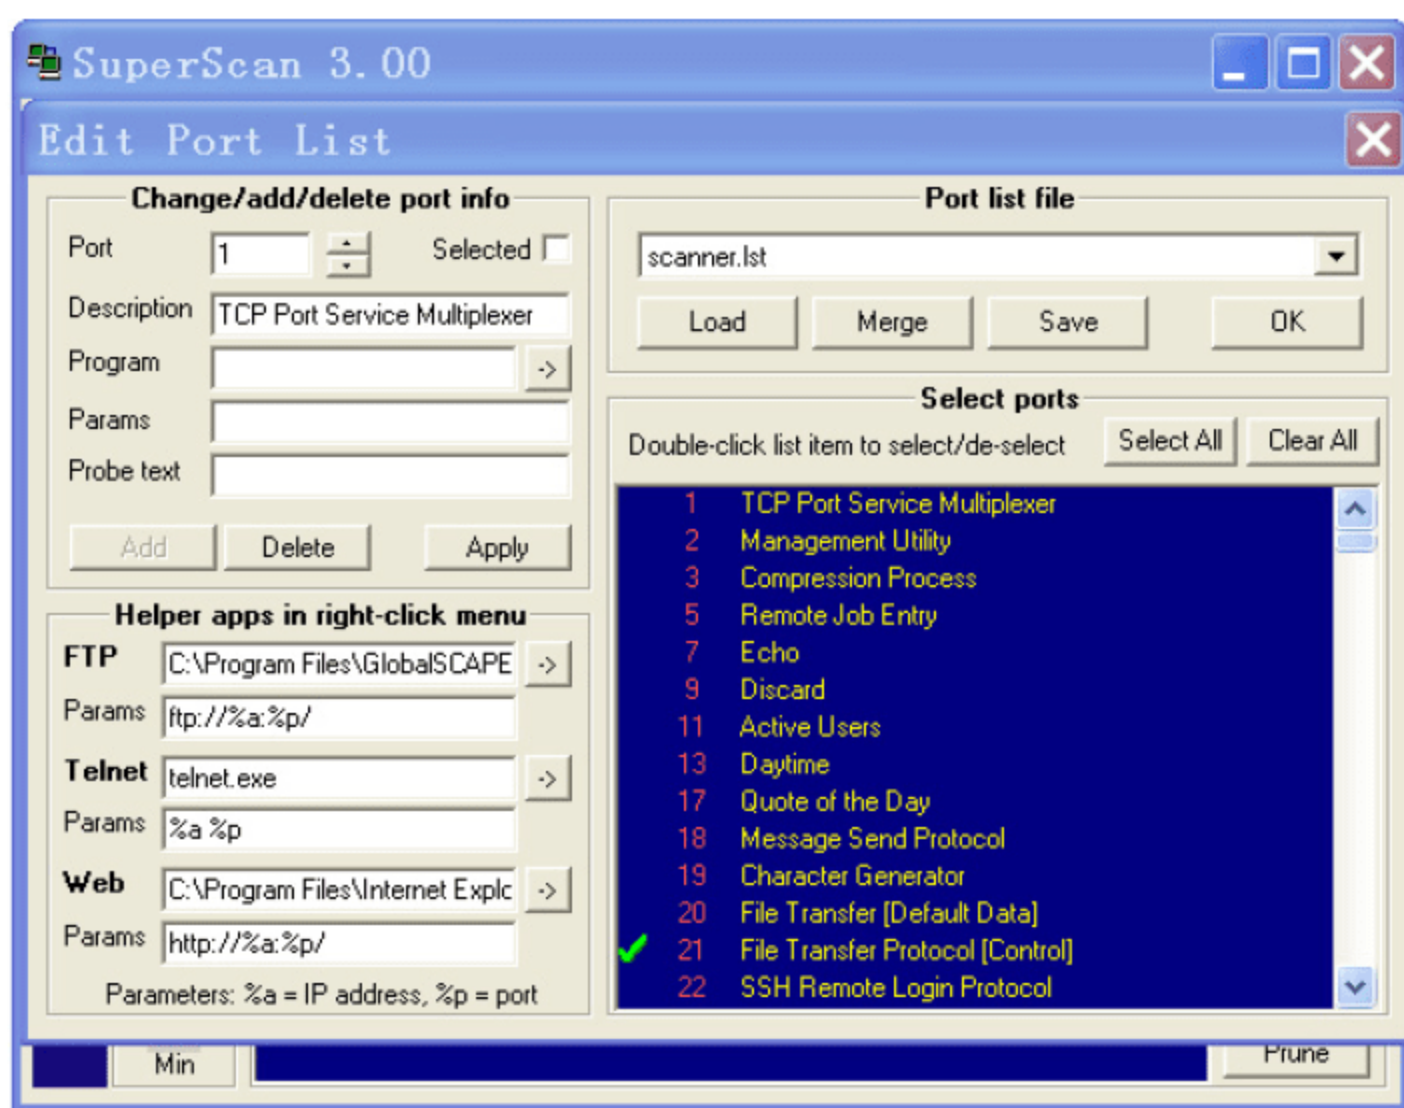 SuperScan 3.00
Edit Port List
Change/add/delete port info
Port 1 Selected
Description TCP Port Service Multiplexer
Program ->
Params
Probe text
Add Delete Apply
Helper apps in right-click menu
FTP C:\Program Files\GlobalSCAPE ->
Params ftp://%a:%p/
Telnet telnet.exe ->
Params %a %p
Web C:\Program Files\Internet Explc ->
Params http://%a:%p/
Parameters: %a = IP address, %p = port
Port list file
scanner.lst
Load Merge Save OK
Select ports
Double-click list item to select/de-select Select All Clear All
1 TCP Port Service Multiplexer
2 Management Utility
3 Compression Process
5 Remote Job Entry
7 Echo
9 Discard
11 Active Users
13 Daytime
17 Quote of the Day
18 Message Send Protocol
19 Character Generator
20 File Transfer [Default Data]
21 File Transfer Protocol [Control]
22 SSH Remote Login Protocol
Min Prune